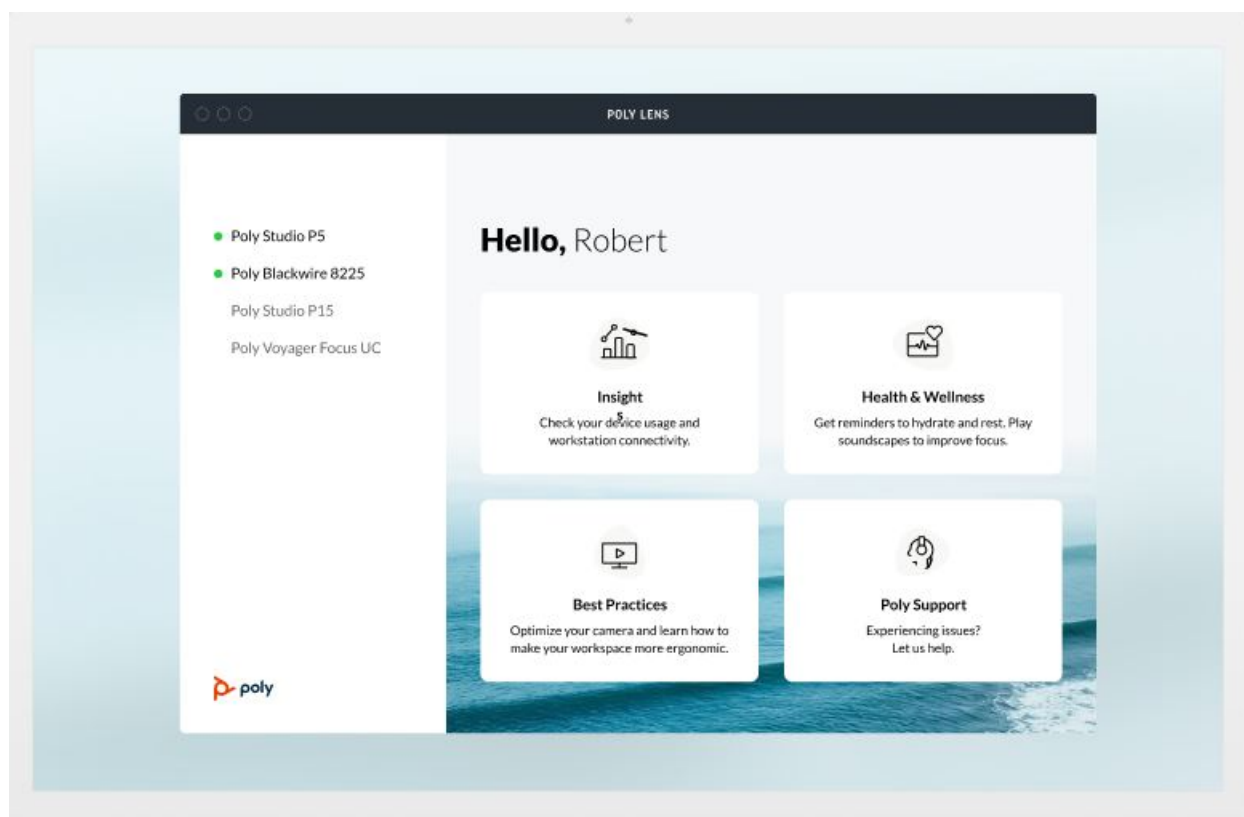 POLY LENS
Poly Studio P5
Poly Blackwire 8225
Poly Studio P15
Poly Voyager Focus UC
poly
Hello, Robert
Insight
s
Check your device usage and
workstation connectivity.
Health & Wellness
Get reminders to hydrate and rest. Play
soundscapes to improve focus.
Best Practices
Optimize your camera and learn how to
make your workspace more ergonomic.
Poly Support
Experiencing issues?
Let us help.